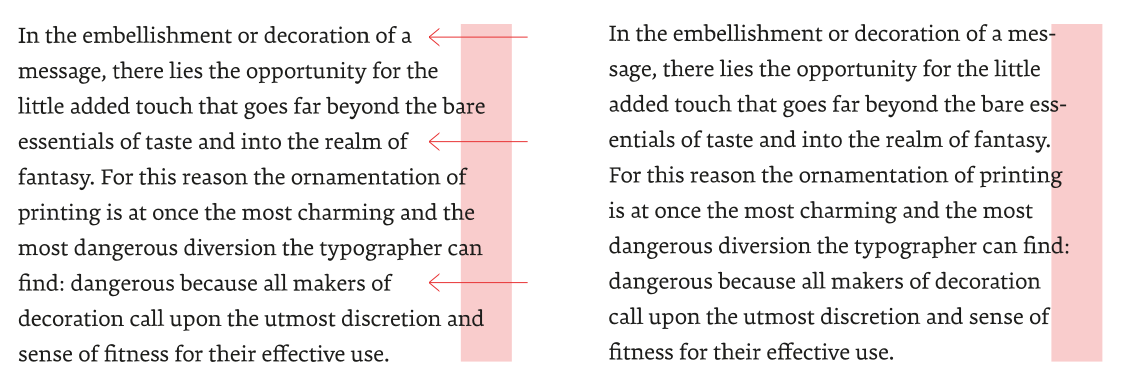 In the embellishment or decoration of a
message, there lies the opportunity for the
little added touch that goes far beyond the bare
essentials of taste and into the realm of
fantasy. For this reason the ornamentation of
printing is at once the most charming and the
most dangerous diversion the typographer can
find: dangerous because all makers of
decoration call upon the utmost discretion and
sense of fitness for their effective use.
In the embellishment or decoration of a mes-
sage, there lies the opportunity for the little
added touch that goes far beyond the bare ess-
entials of taste and into the realm of fantasy.
For this reason the ornamentation of printing
is at once the most charming and the most
dangerous diversion the typographer can find:
dangerous because all makers of decoration
call upon the utmost discretion and sense of
fitness for their effective use.